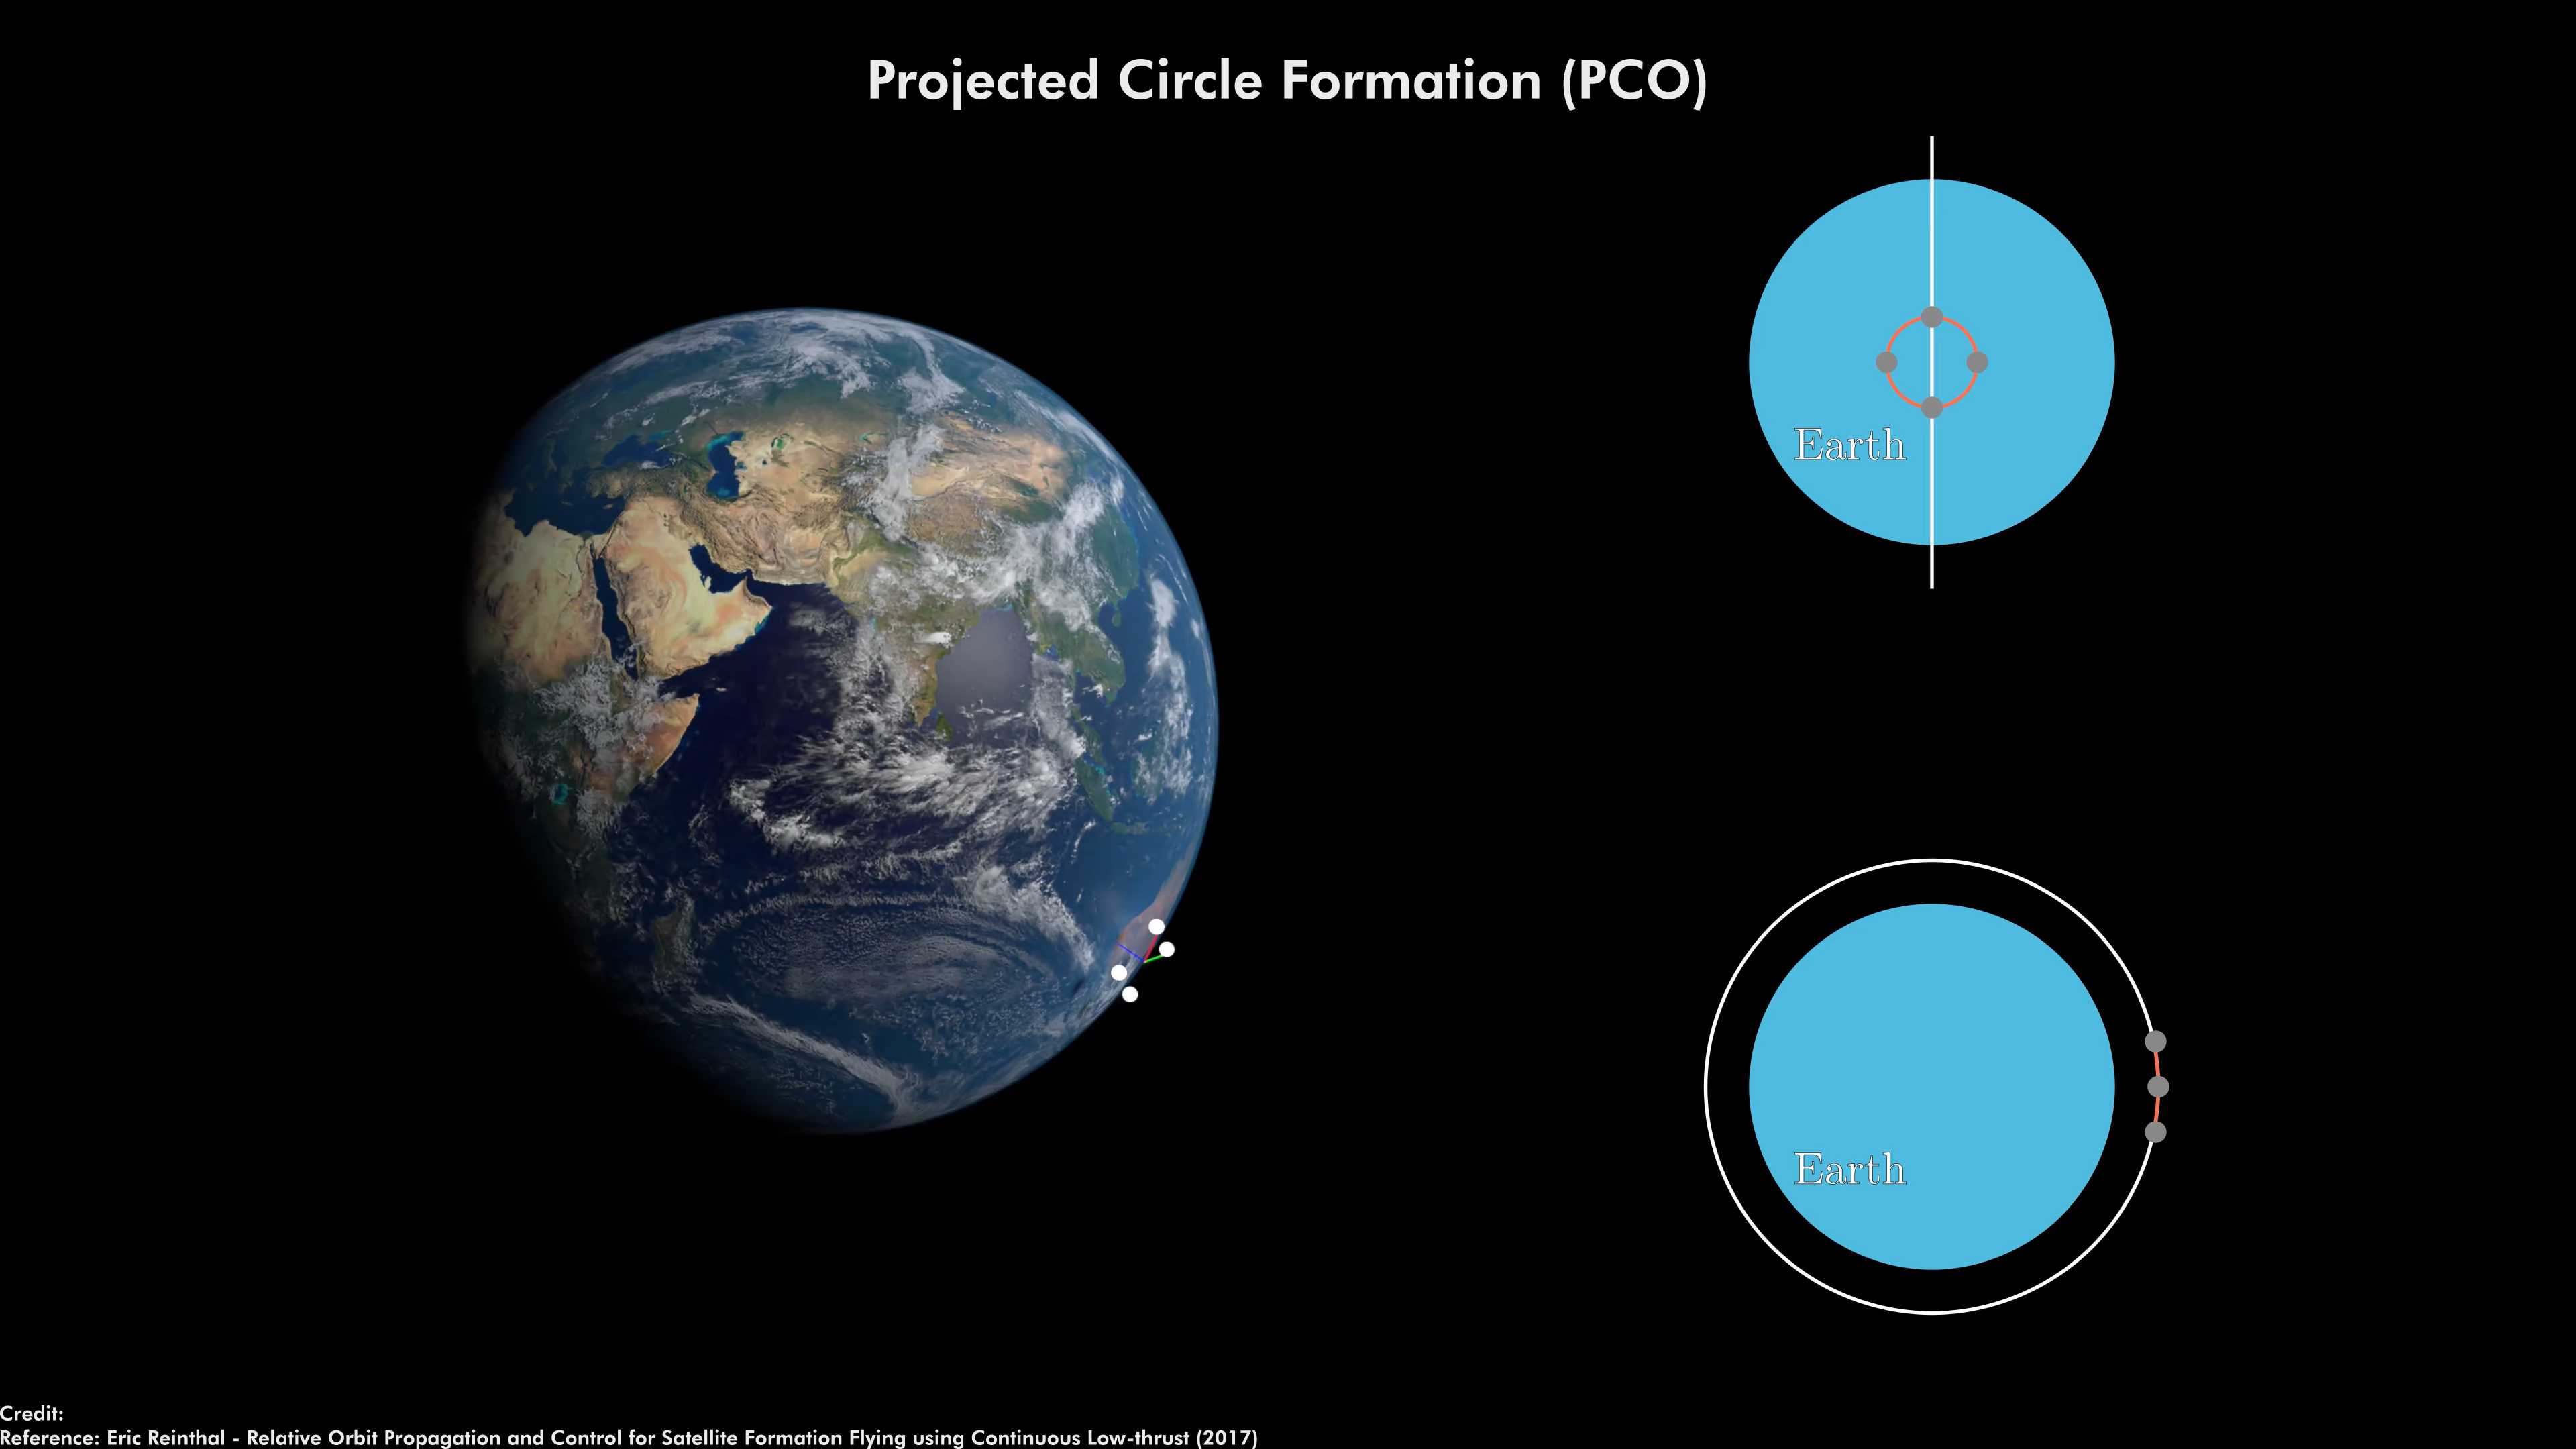 Projected Circle Formation (PCO)
Earth
Earth
Credit:
Reference: Eric Reinthal - Relative Orbit Propagation and Control for Satellite Formation Flying using Continuous Low-thrust (2017)